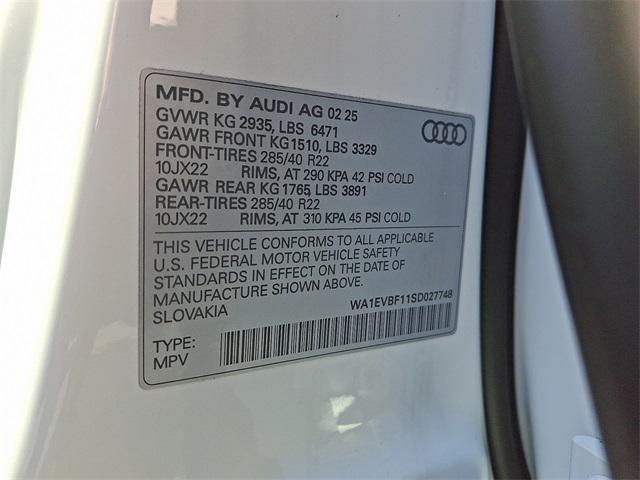 MFD. BY AUDI AG 02 25
GVWR KG 2935, LBS 6471
GAWR FRONT KG 1510, LBS 3329
FRONT-TIRES 285/40 R22
10JX22 RIMS, AT 290 KPA 42 PSI COLD
GAWR REAR KG 1765, LBS 3891
REAR-TIRES 285/40 R22
10JX22 RIMS, AT 310 KPA 45 PSI COLD
THIS VEHICLE CONFORMS TO ALL APPLICABLE
U.S. FEDERAL MOTOR VEHICLE SAFETY
STANDARDS IN EFFECT ON THE DATE OF
MANUFACTURE SHOWN ABOVE.
SLOVAKIA WA1EVBF11SD027748
TYPE:
MPV